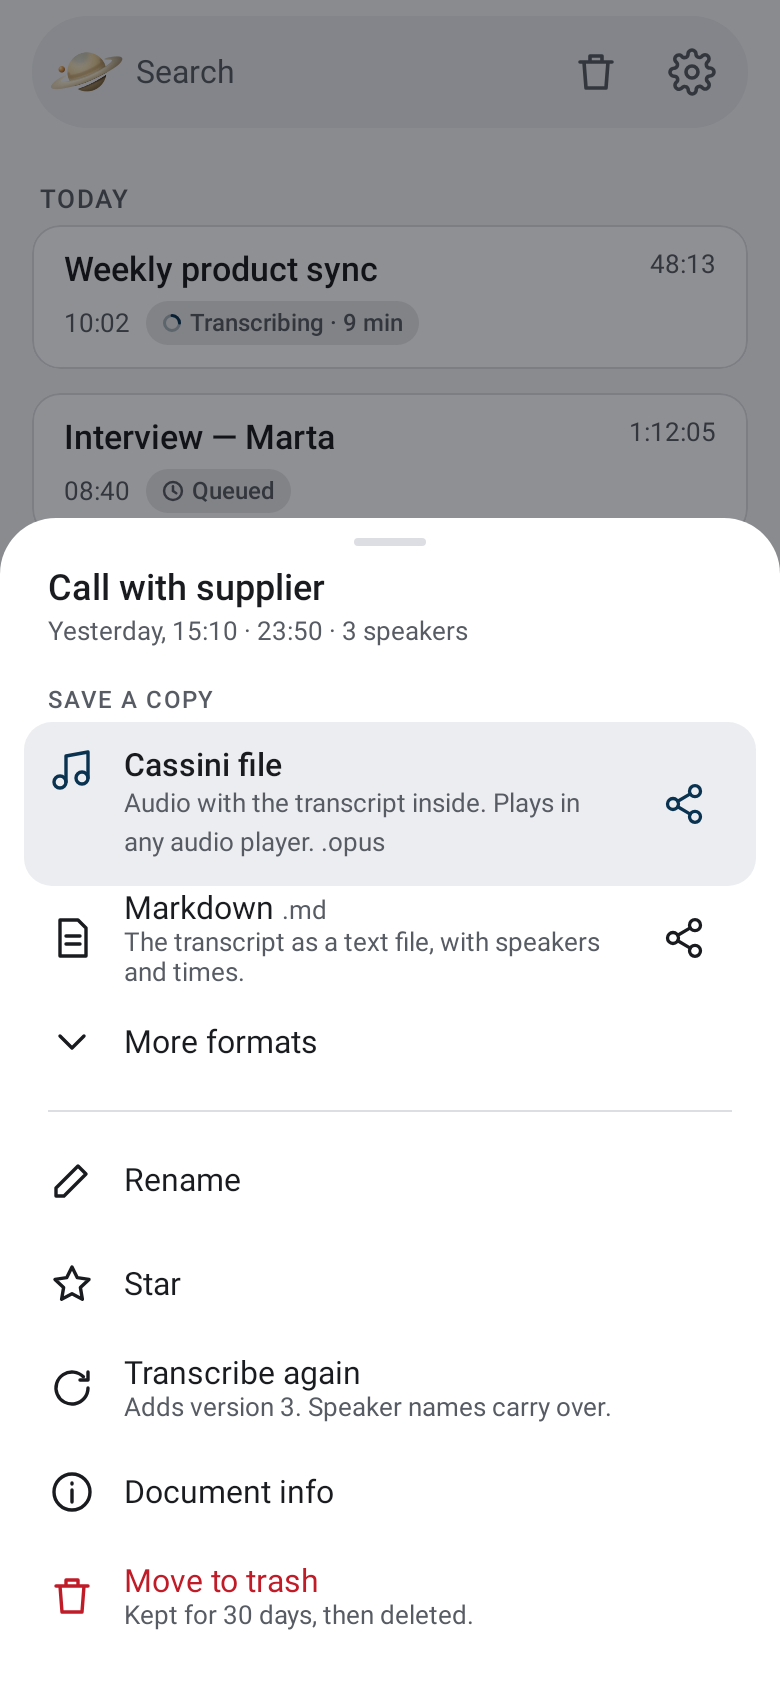 Search
TODAY
Weekly product sync
48:13
10:02
Transcribing · 9 min
Interview — Marta
1:12:05
08:40
Queued
Call with supplier
Yesterday, 15:10 · 23:50 · 3 speakers
SAVE A COPY
Cassini file
Audio with the transcript inside. Plays in
any audio player. .opus
Markdown .md
The transcript as a text file, with speakers
and times.
More formats
Rename
Star
Transcribe again
Adds version 3. Speaker names carry over.
Document info
Move to trash
Kept for 30 days, then deleted.